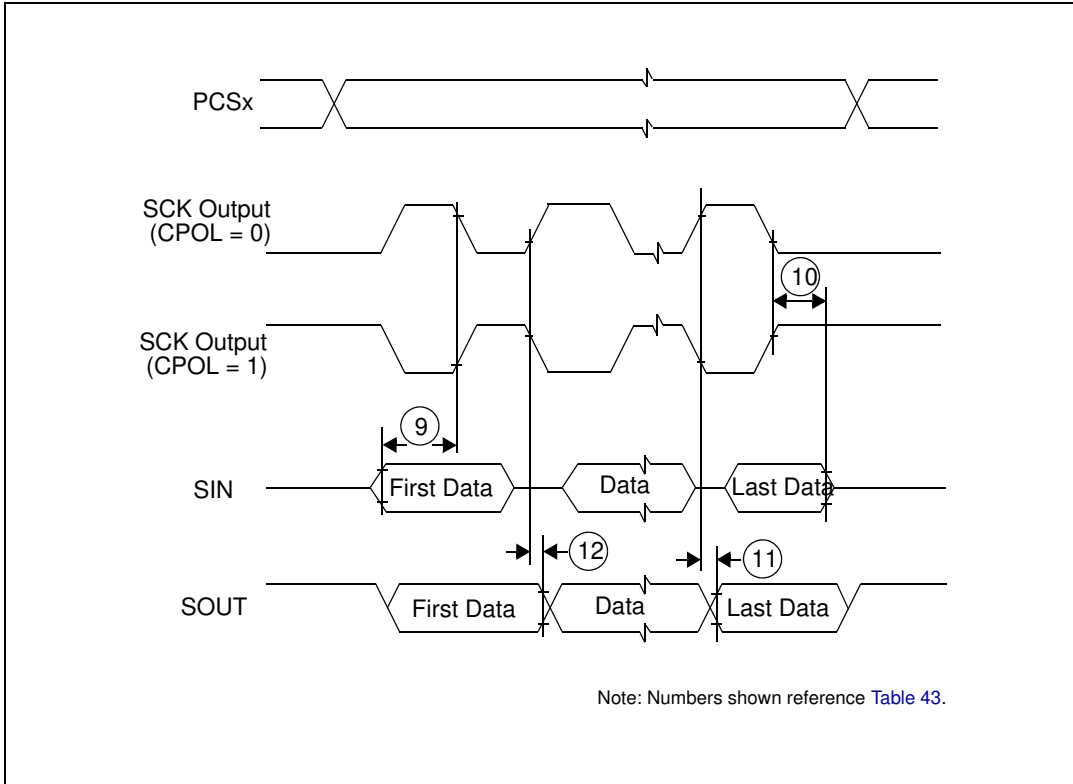 PCSx
SCK Output
(CPOL = 0)
10
SCK Output
(CPOL = 1)
9
SIN
First Data
Data
Last Data
12
11
SOUT
First Data
Data
Last Data
Note: Numbers shown reference Table 43.